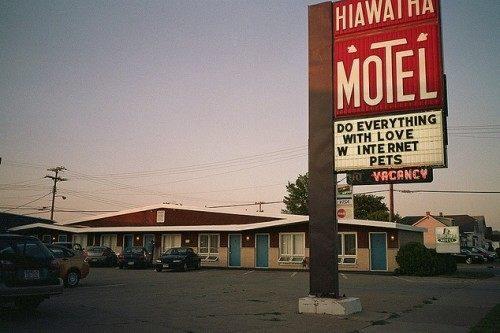 HIAWATHA
MOTEL
DO EVERYTHING
WITH LOVE
W INTERNET
PETS
VACANCY